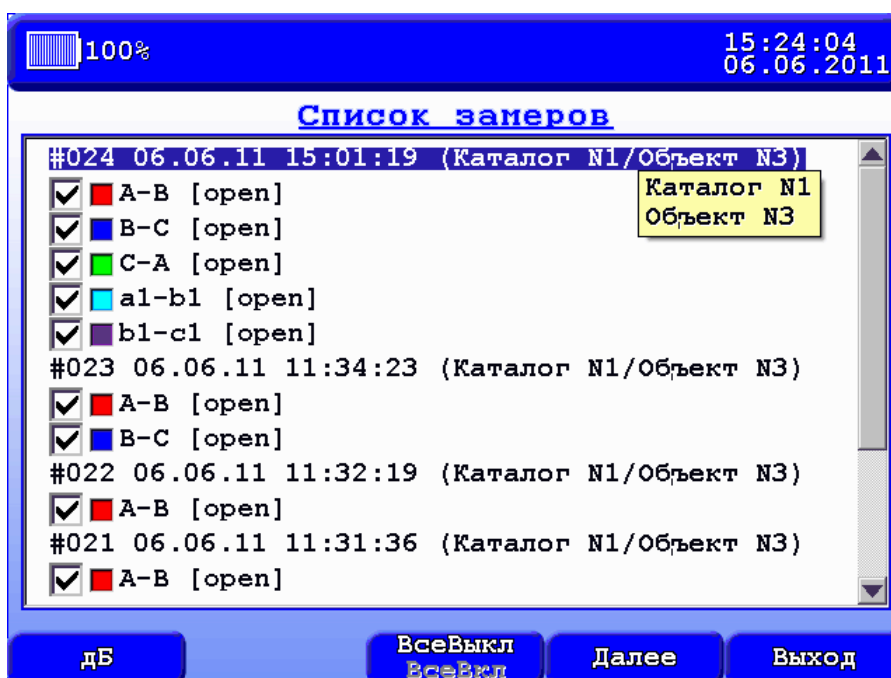 100%
15:24:04
06.06.2011
Список замеров
#024 06.06.11 15:01:19 (Каталог N1/Объект N3)
Каталог N1
Объект N3
A-B [open]
B-C [open]
C-A [open]
a1-b1 [open]
b1-c1 [open]
#023 06.06.11 11:34:23 (Каталог N1/Объект N3)
A-B [open]
B-C [open]
#022 06.06.11 11:32:19 (Каталог N1/Объект N3)
A-B [open]
#021 06.06.11 11:31:36 (Каталог N1/Объект N3)
A-B [open]
дБ
ВсеВыкл
ВсеВкл
Далее
Выход